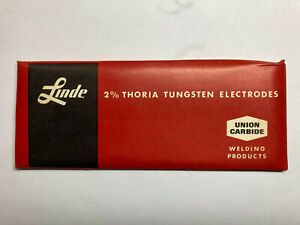 Linde
2% THORIA TUNGSTEN ELECTRODES
UNION
CARBIDE
WELDING
PRODUCTS